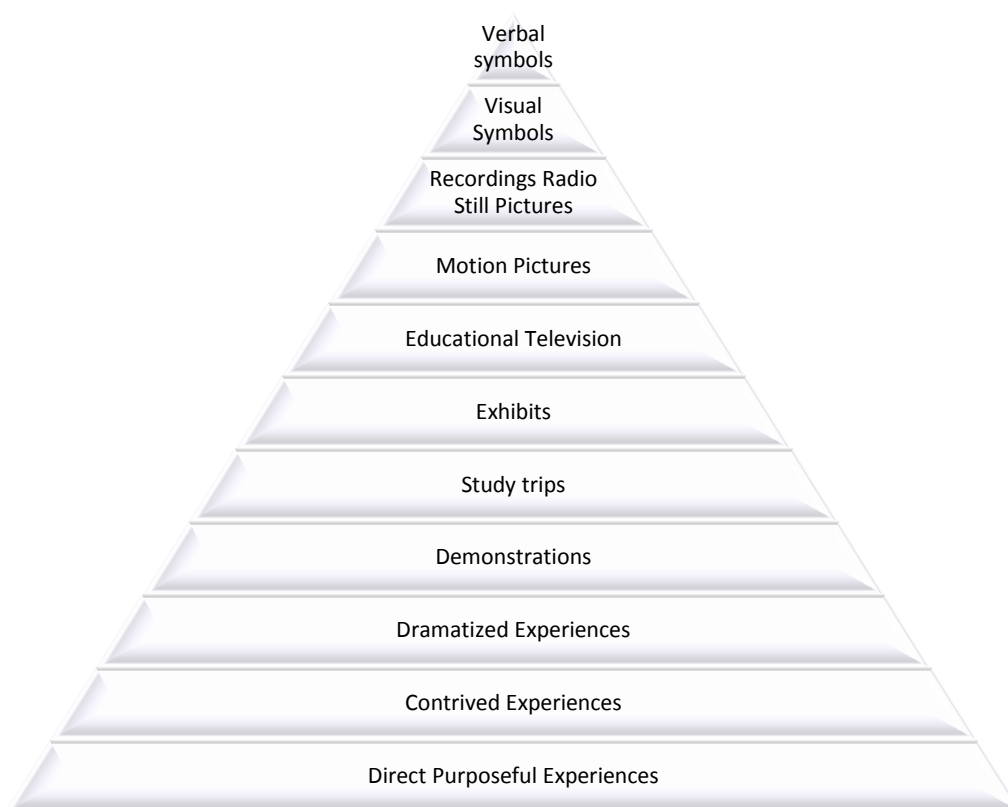 Verbal
symbols
Visual
Symbols
Recordings Radio
Still Pictures
Motion Pictures
Educational Television
Exhibits
Study trips
Demonstrations
Dramatized Experiences
Contrived Experiences
Direct Purposeful Experiences